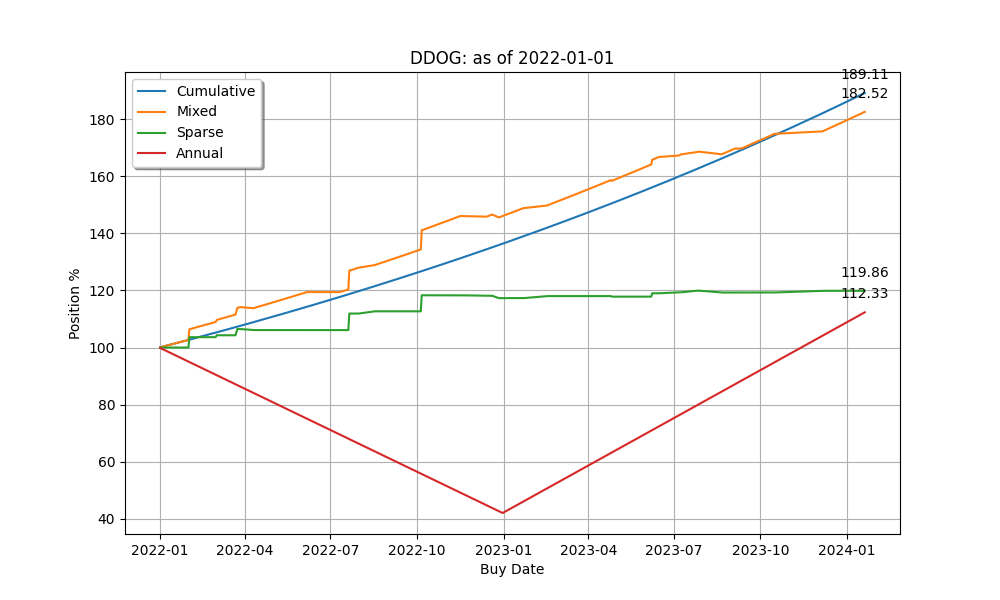 DDOG: as of 2022-01-01
189.11
182.52
119.86
112.33
Cumulative
Mixed
Sparse
Annual
Position %
180
160
140
120
100
80
60
40
2022-01 2022-04 2022-07 2022-10 2023-01 2023-04 2023-07 2023-10 2024-01
Buy Date